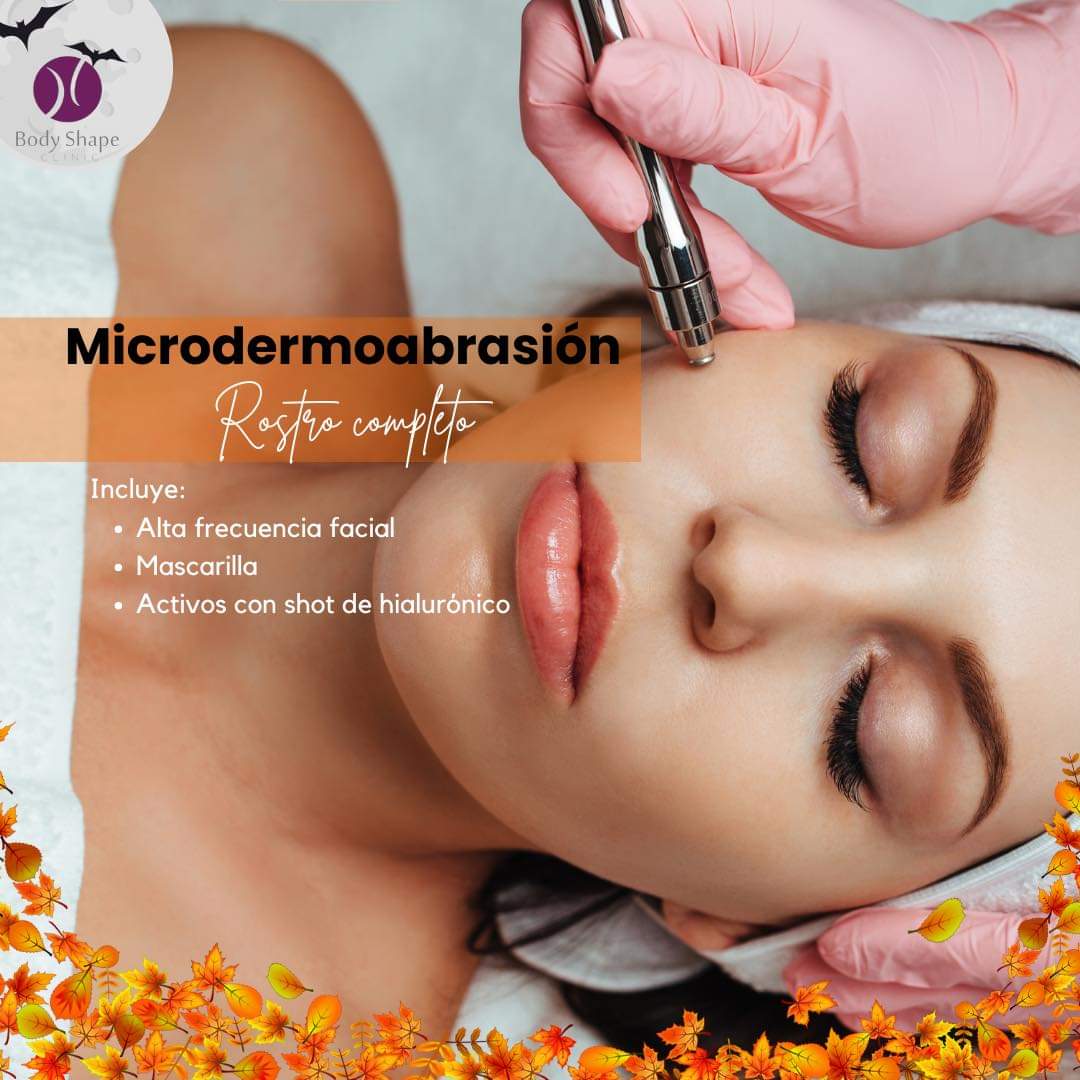 Body Shape
CLINIC
Microdermoabrasión
Rostro completo
Incluye:
• Alta frecuencia facial
• Mascarilla
• Activos con shot de hialurónico